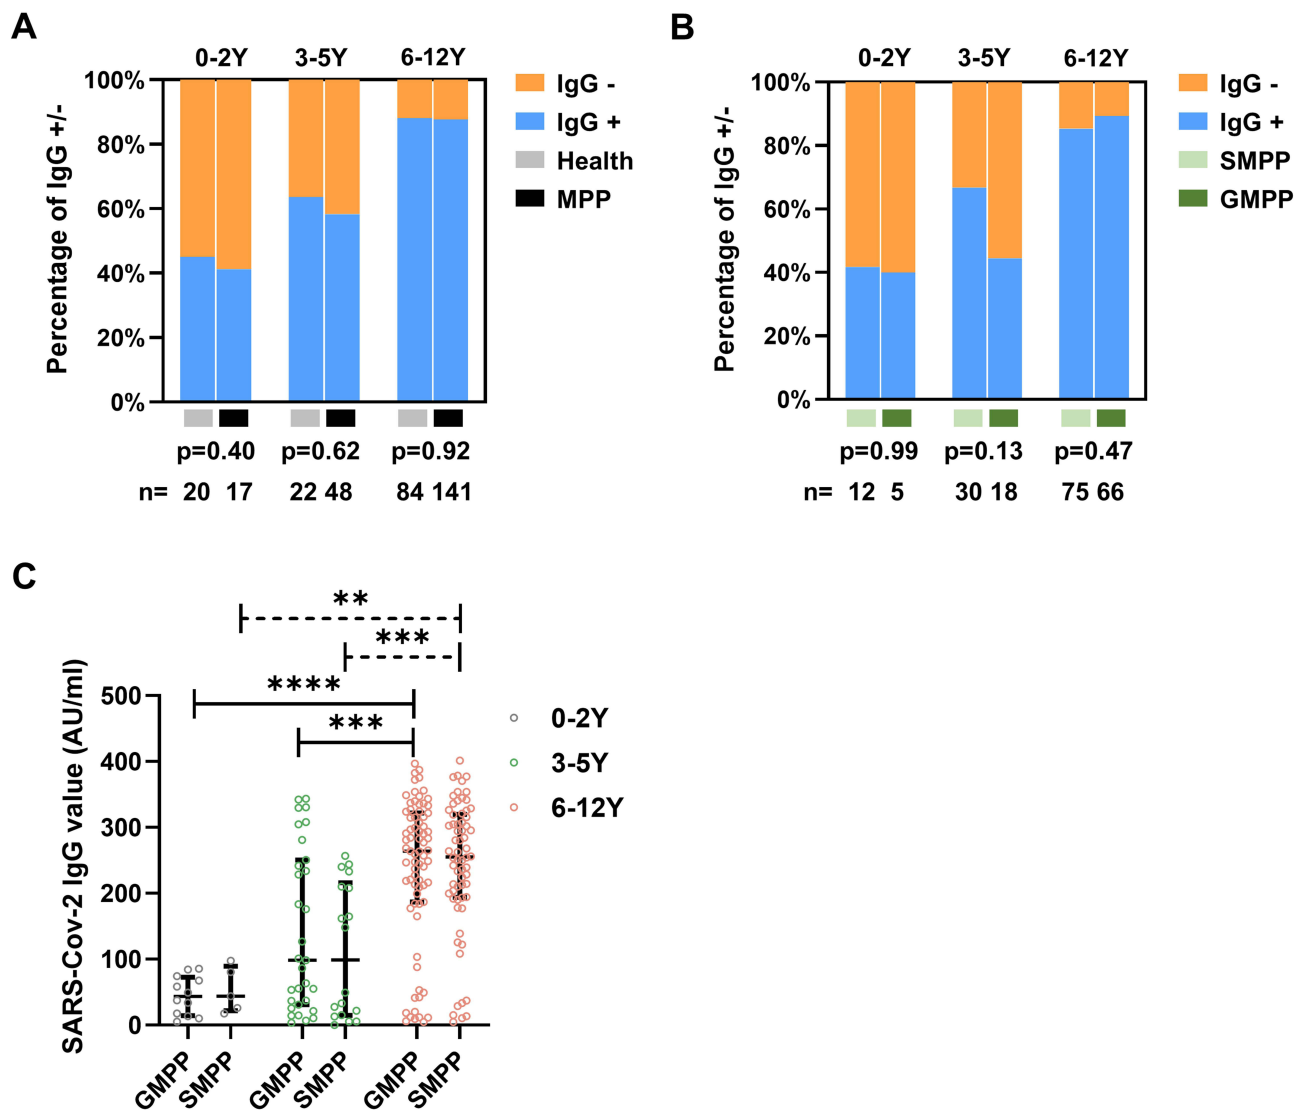 A
0-2Y 3-5Y 6-12Y
Percentage of IgG +/-
100%
80%
60%
40%
20%
0%
IgG -
IgG +
Health
MPP
p=0.40 p=0.62 p=0.92
n= 20 17 22 48 84 141
B
0-2Y 3-5Y 6-12Y
Percentage of IgG +/-
100%
80%
60%
40%
20%
0%
IgG -
IgG +
SMPP
GMPP
p=0.99 p=0.13 p=0.47
n= 12 5 30 18 75 66
C
**
***
****
***
SARS-Cov-2 IgG value (AU/ml)
500
400
300
200
100
0
GMPP SMPP GMPP SMPP GMPP SMPP
0-2Y
3-5Y
6-12Y